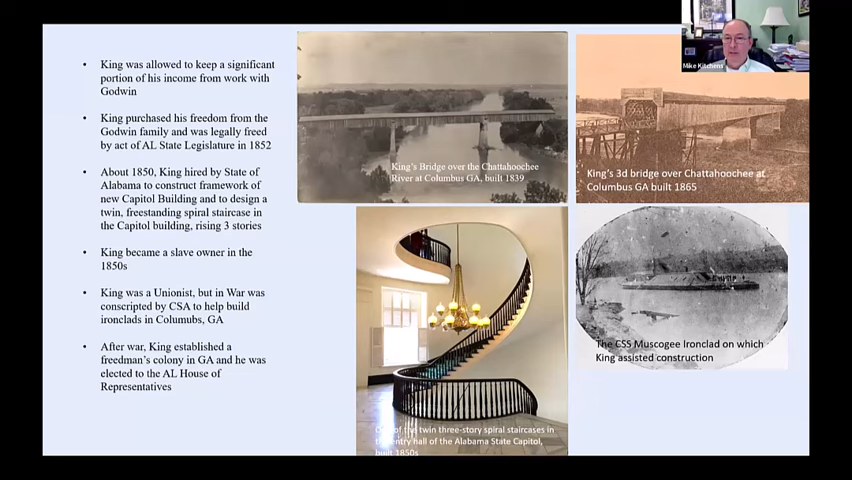 King was allowed to keep a significant
portion of his income from work with
Godwin
King purchased his freedom from the
Godwin family and was legally freed
by act of AL State Legislature in 1852
About 1850, King hired by State of
Alabama to construct framework of
new Capitol Building and to design a
twin, freestanding spiral staircase in
the Capitol building, rising 3 stories
King became a slave owner in the
1850s
King was a Unionist, but in War was
conscripted by CSA to help build
ironclads in Columubs, GA
After war, King established a
freedman's colony in GA and he was
elected to the AL House of
Representatives
King's Bridge over the Chattahoochee
River at Columbus GA, built 1839
Mike Kitchens
King's 3d bridge over Chattahoochee at
Columbus GA built 1865
One of the twin three-story spiral staircases in
the entry hall of the Alabama State Capitol,
built 1850s
The CSS Muscogee Ironclad on which
King assisted construction